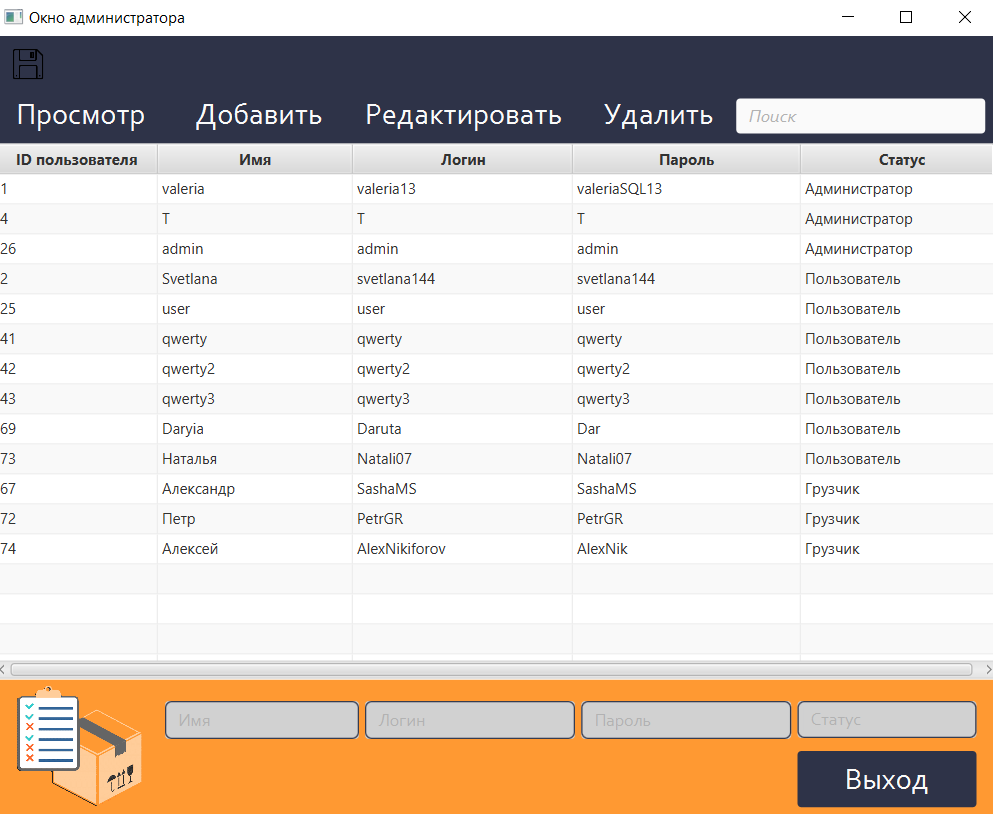 Окно администратора
Просмотр Добавить Редактировать Удалить Поиск
ID пользователя Имя Логин Пароль Статус
1 valeria valeria13 valeriaSQL13 Администратор
4 T T T Администратор
26 admin admin admin Администратор
2 Svetlana svetlana144 svetlana144 Пользователь
25 user user user Пользователь
41 qwerty qwerty qwerty Пользователь
42 qwerty2 qwerty2 qwerty2 Пользователь
43 qwerty3 qwerty3 qwerty3 Пользователь
69 Daryia Daruta Dar Пользователь
73 Наталья Natali07 Natali07 Пользователь
67 Александр SashaMS SashaMS Грузчик
72 Петр PetrGR PetrGR Грузчик
74 Алексей AlexNikiforov AlexNik Грузчик
Имя Логин Пароль Статус
Выход